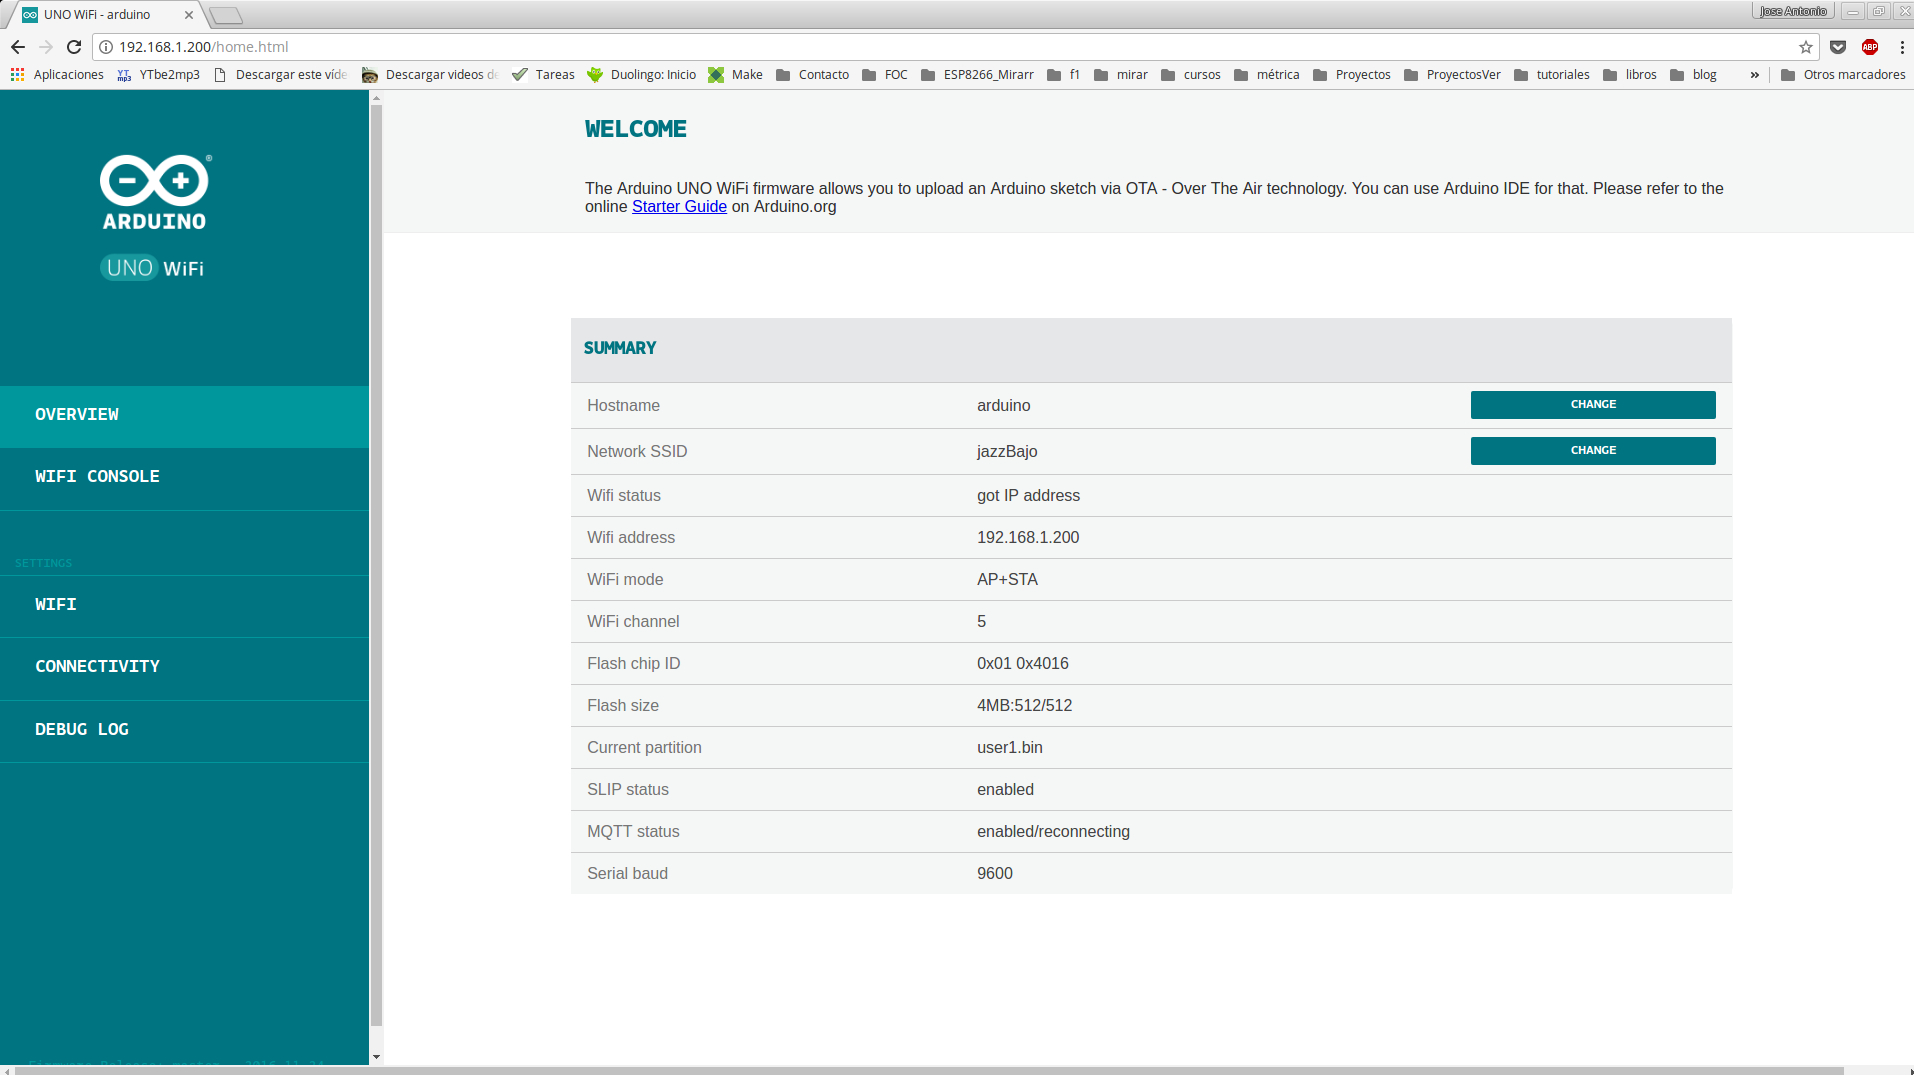 UNO WiFi - arduino
Jose Antonio
192.168.1.200/home.html
ABP
Aplicaciones YT mp3 YTbe2mp3 Descargar este víde Descargar videos de Tareas Duolingo: Inicio Make Contacto FOC ESP8266_Mirarr f1 mirar cursos métrica Proyectos ProyectosVer tutoriales libros blog » Otros marcadores
ARDUINO
UNO WiFi
OVERVIEW
WIFI CONSOLE
SETTINGS
WIFI
CONNECTIVITY
DEBUG LOG
WELCOME
The Arduino UNO WiFi firmware allows you to upload an Arduino sketch via OTA - Over The Air technology. You can use Arduino IDE for that. Please refer to the
online Starter Guide on Arduino.org
SUMMARY
Hostname arduino CHANGE
Network SSID jazzBajo CHANGE
Wifi status got IP address
Wifi address 192.168.1.200
WiFi mode AP+STA
WiFi channel 5
Flash chip ID 0x01 0x4016
Flash size 4MB:512/512
Current partition user1.bin
SLIP status enabled
MQTT status enabled/reconnecting
Serial baud 9600